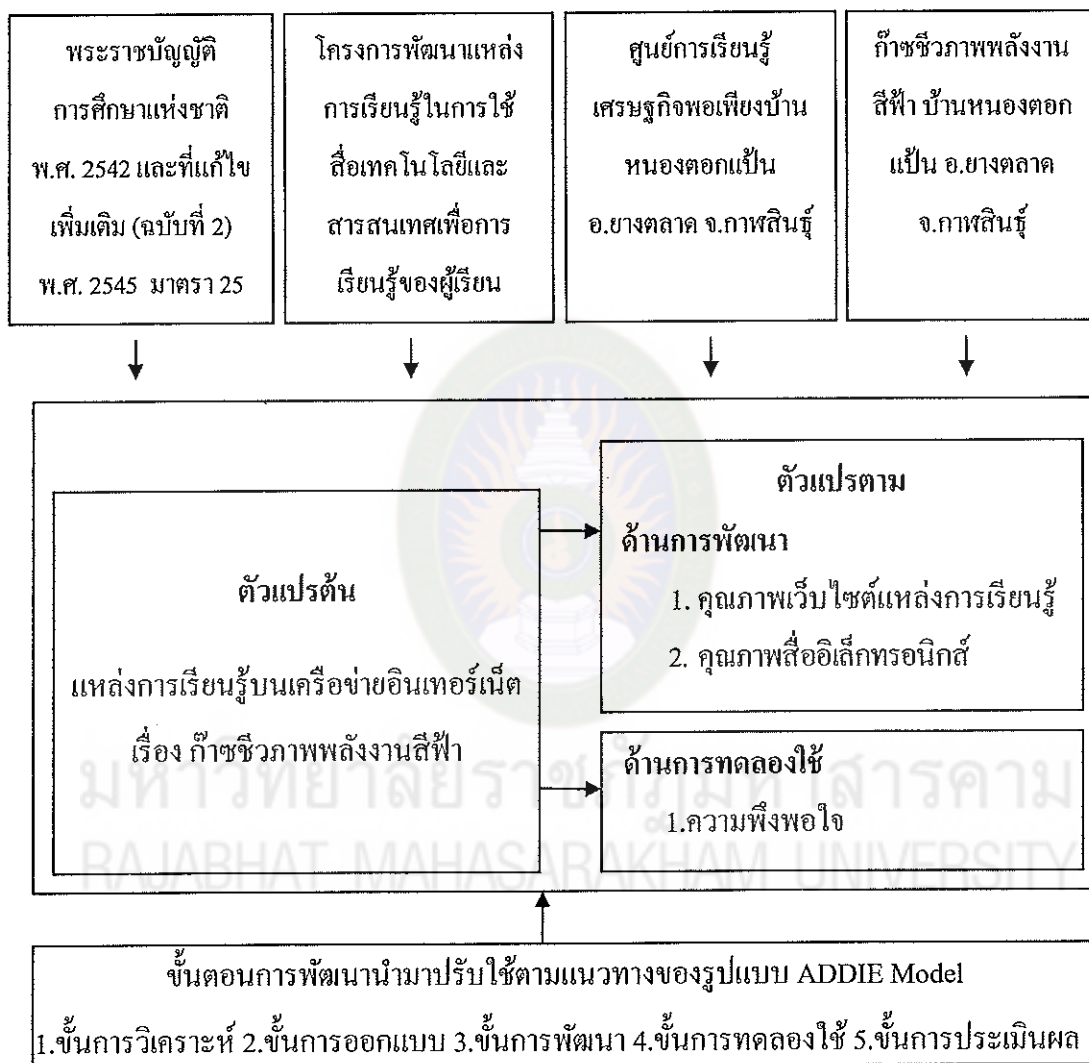 พระราชบัญญัติ
การศึกษาแห่งชาติ
พ.ศ. 2542 และที่แก้ไข
เพิ่มเติม (ฉบับที่ 2)
พ.ศ. 2545 มาตรา 25
โครงการพัฒนาแหล่ง
การเรียนรู้ในการใช้
สื่อเทคโนโลยีและ
สารสนเทศเพื่อการ
เรียนรู้ของผู้เรียน
ศูนย์การเรียนรู้
เศรษฐกิจพอเพียงบ้าน
หนองตอกแป้น
อ.ยางตลาด จ.กาฬสินธุ์
ก๊าซชีวภาพพลังงาน
สีฟ้า บ้านหนองตอก
แป้น อ.ยางตลาด
จ.กาฬสินธุ์
ตัวแปรต้น
แหล่งการเรียนรู้บนเครือข่ายอินเทอร์เน็ต
เรื่อง ก๊าซชีวภาพพลังงานสีฟ้า
ตัวแปรตาม
ด้านการพัฒนา
1. คุณภาพเว็บไซต์แหล่งการเรียนรู้
2. คุณภาพสื่ออิเล็กทรอนิกส์
ด้านการทดลองใช้
1.ความพึงพอใจ
มหาวิทยาลัยราชภัฏมหาสารคาม
RAJABHAT MAHASARAKHAM UNIVERSITY
ขั้นตอนการพัฒนานำมาปรับใช้ตามแนวทางของรูปแบบ ADDIE Model
1.ขั้นการวิเคราะห์ 2.ขั้นการออกแบบ 3.ขั้นการพัฒนา 4.ขั้นการทดลองใช้ 5.ขั้นการประเมินผล